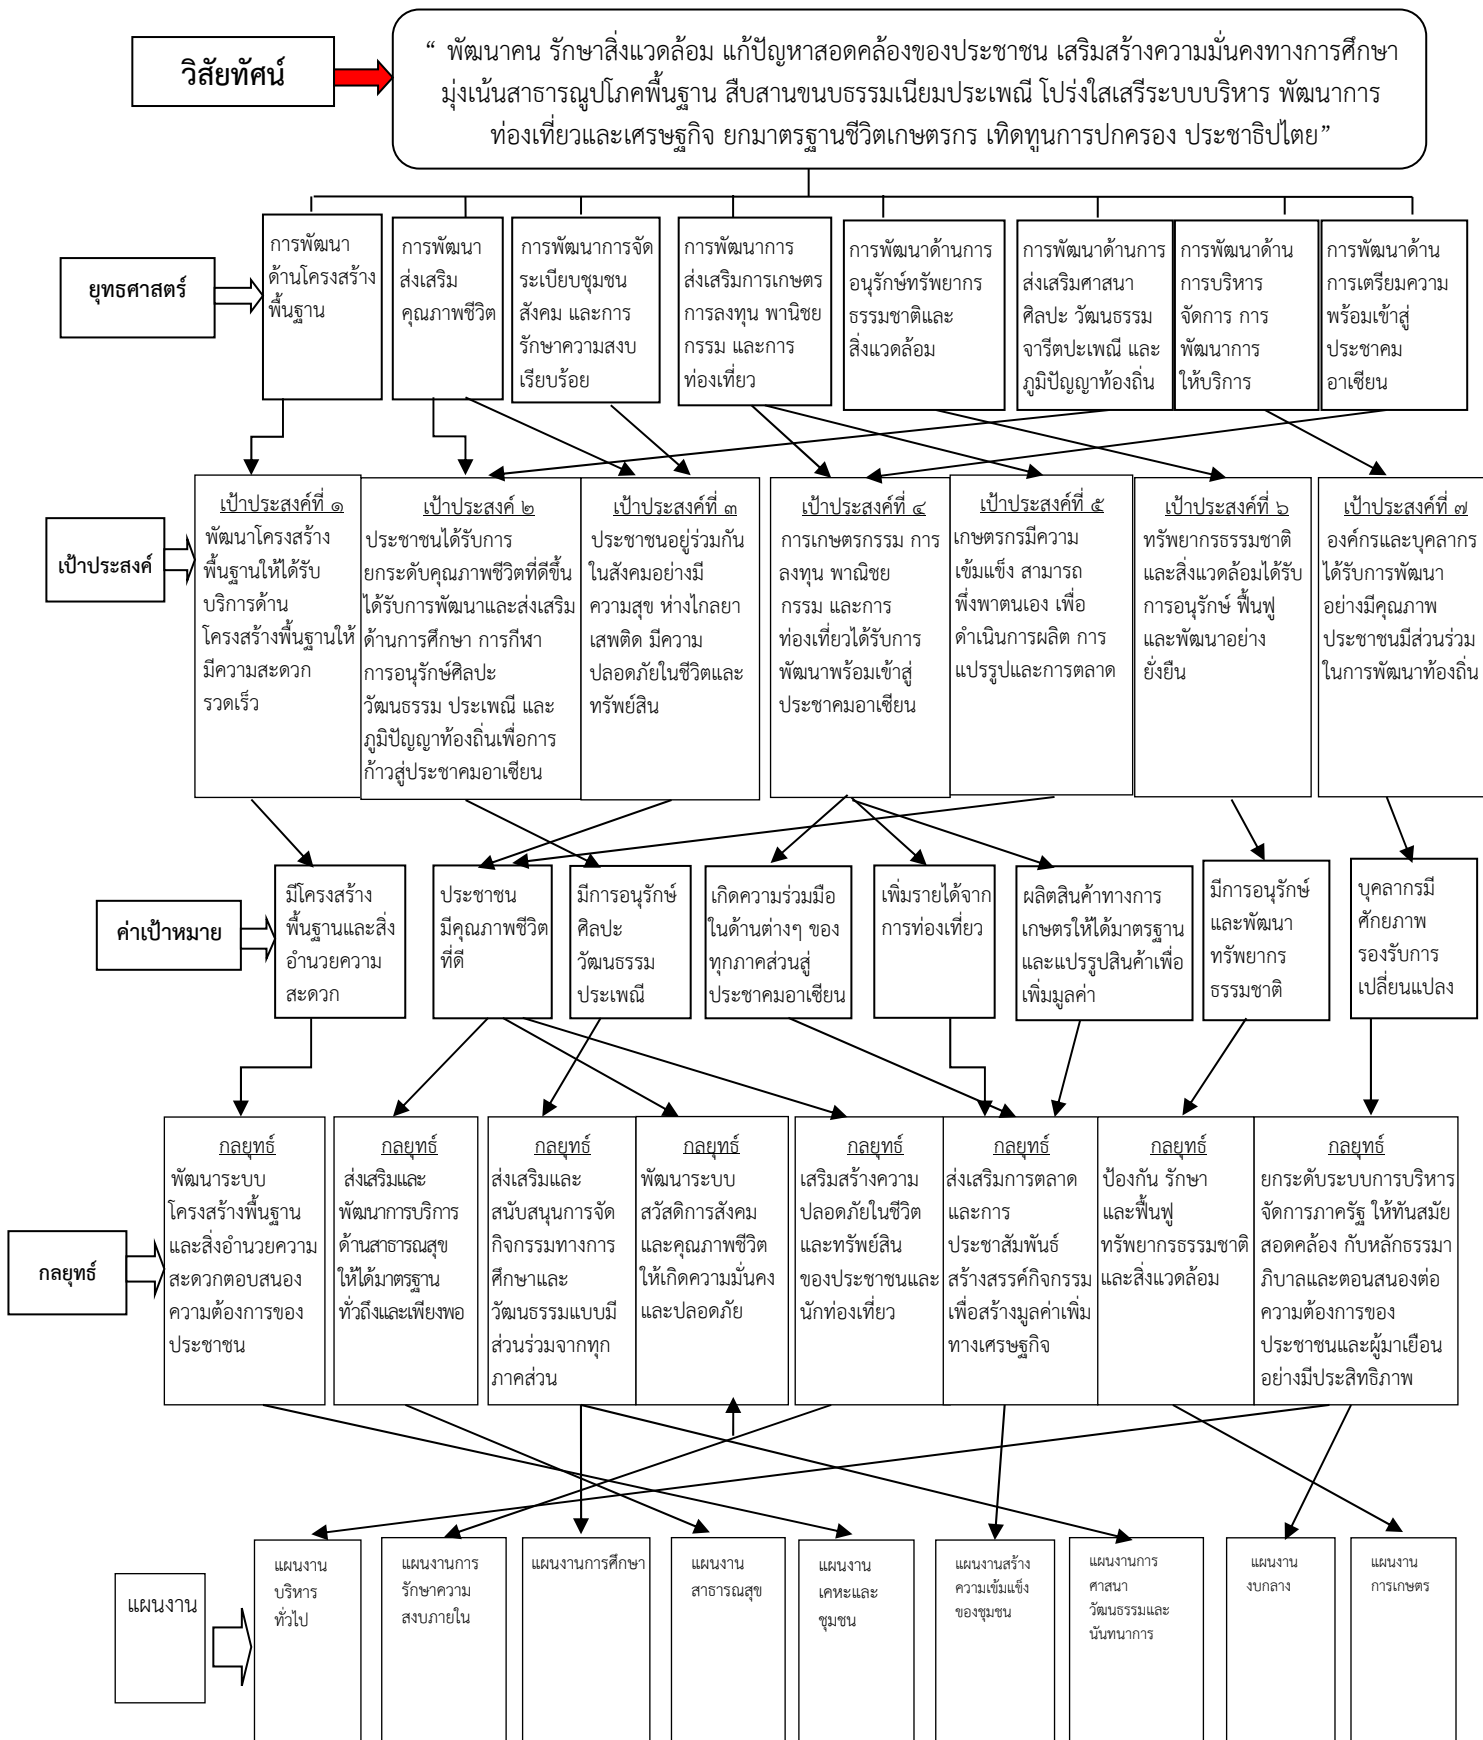 วิสัยทัศน์
“ พัฒนาคน รักษาสิ่งแวดล้อม แก้ปัญหาสอดคล้องของประชาชน เสริมสร้างความมั่นคงทางการศึกษา
มุ่งเน้นสาธารณูปโภคพื้นฐาน สืบสานขนบธรรมเนียมประเพณี โปร่งใสเสรีระบบบริหาร พัฒนาการ
ท่องเที่ยวและเศรษฐกิจ ยกมาตรฐานชีวิตเกษตรกร เทิดทูนการปกครอง ประชาธิปไตย”
ยุทธศาสตร์
การพัฒนา
ด้านโครงสร้าง
พื้นฐาน
การพัฒนา
ส่งเสริม
คุณภาพชีวิต
การพัฒนาการจัด
ระเบียบชุมชน
สังคม และการ
รักษาความสงบ
เรียบร้อย
การพัฒนาการ
ส่งเสริมการเกษตร
การลงทุน พานิชย
กรรม และการ
ท่องเที่ยว
การพัฒนาด้านการ
อนุรักษ์ทรัพยากร
ธรรมชาติและ
สิ่งแวดล้อม
การพัฒนาด้านการ
ส่งเสริมศาสนา
ศิลปะ วัฒนธรรม
จารีตปะเพณี และ
ภูมิปัญญาท้องถิ่น
การพัฒนาด้าน
การบริหาร
จัดการ การ
พัฒนาการ
ให้บริการ
การพัฒนาด้าน
การเตรียมความ
พร้อมเข้าสู่
ประชาคม
อาเซียน
เป้าประสงค์
เป้าประสงค์ที่ ๑
พัฒนาโครงสร้าง
พื้นฐานให้ได้รับ
บริการด้าน
โครงสร้างพื้นฐานให้
มีความสะดวก
รวดเร็ว
เป้าประสงค์ ๒
ประชาชนได้รับการ
ยกระดับคุณภาพชีวิตที่ดีขึ้น
ได้รับการพัฒนาและส่งเสริม
ด้านการศึกษา การกีฬา
การอนุรักษ์ศิลปะ
วัฒนธรรม ประเพณี และ
ภูมิปัญญาท้องถิ่นเพื่อการ
ก้าวสู่ประชาคมอาเซียน
เป้าประสงค์ที่ ๓
ประชาชนอยู่ร่วมกัน
ในสังคมอย่างมี
ความสุข ห่างไกลยา
เสพติด มีความ
ปลอดภัยในชีวิตและ
ทรัพย์สิน
เป้าประสงค์ที่ ๔
การเกษตรกรรม การ
ลงทุน พาณิชย
กรรม และการ
ท่องเที่ยวได้รับการ
พัฒนาพร้อมเข้าสู่
ประชาคมอาเซียน
เป้าประสงค์ที่ ๕
เกษตรกรมีความ
เข้มแข็ง สามารถ
พึ่งพาตนเอง เพื่อ
ดำเนินการผลิต การ
แปรรูปและการตลาด
เป้าประสงค์ที่ ๖
ทรัพยากรธรรมชาติ
และสิ่งแวดล้อมได้รับ
การอนุรักษ์ ฟื้นฟู
และพัฒนาอย่าง
ยั่งยืน
เป้าประสงค์ที่ ๗
องค์กรและบุคลากร
ได้รับการพัฒนา
อย่างมีคุณภาพ
ประชาชนมีส่วนร่วม
ในการพัฒนาท้องถิ่น
ค่าเป้าหมาย
มีโครงสร้าง
พื้นฐานและสิ่ง
อำนวยความ
สะดวก
ประชาชน
มีคุณภาพชีวิต
ที่ดี
มีการอนุรักษ์
ศิลปะ
วัฒนธรรม
ประเพณี
เกิดความร่วมมือ
ในด้านต่างๆ ของ
ทุกภาคส่วนสู่
ประชาคมอาเซียน
เพิ่มรายได้จาก
การท่องเที่ยว
ผลิตสินค้าทางการ
เกษตรให้ได้มาตรฐาน
และแปรรูปสินค้าเพื่อ
เพิ่มมูลค่า
มีการอนุรักษ์
และพัฒนา
ทรัพยากร
ธรรมชาติ
บุคลากรมี
ศักยภาพ
รองรับการ
เปลี่ยนแปลง
กลยุทธ์
กลยุทธ์
พัฒนาระบบ
โครงสร้างพื้นฐาน
และสิ่งอำนวยความ
สะดวกตอบสนอง
ความต้องการของ
ประชาชน
กลยุทธ์
ส่งเสริมและ
พัฒนาการบริการ
ด้านสาธารณสุข
ให้ได้มาตรฐาน
ทั่วถึงและเพียงพอ
กลยุทธ์
ส่งเสริมและ
สนับสนุนการจัด
กิจกรรมทางการ
ศึกษาและ
วัฒนธรรมแบบมี
ส่วนร่วมจากทุก
ภาคส่วน
กลยุทธ์
พัฒนาระบบ
สวัสดิการสังคม
และคุณภาพชีวิต
ให้เกิดความมั่นคง
และปลอดภัย
กลยุทธ์
เสริมสร้างความ
ปลอดภัยในชีวิต
และทรัพย์สิน
ของประชาชนและ
นักท่องเที่ยว
กลยุทธ์
ส่งเสริมการตลาด
และการ
ประชาสัมพันธ์
สร้างสรรค์กิจกรรม
เพื่อสร้างมูลค่าเพิ่ม
ทางเศรษฐกิจ
กลยุทธ์
ป้องกัน รักษา
และฟื้นฟู
ทรัพยากรธรรมชาติ
และสิ่งแวดล้อม
กลยุทธ์
ยกระดับระบบการบริหาร
จัดการภาครัฐ ให้ทันสมัย
สอดคล้อง กับหลักธรรมา
ภิบาลและตอนสนองต่อ
ความต้องการของ
ประชาชนและผู้มาเยือน
อย่างมีประสิทธิภาพ
แผนงาน
แผนงาน
บริหาร
ทั่วไป
แผนงานการ
รักษาความ
สงบภายใน
แผนงานการศึกษา
แผนงาน
สาธารณสุข
แผนงาน
เคหะและ
ชุมชน
แผนงานสร้าง
ความเข้มแข็ง
ของชุมชน
แผนงานการ
ศาสนา
วัฒนธรรมและ
นันทนาการ
แผนงาน
งบกลาง
แผนงาน
การเกษตร